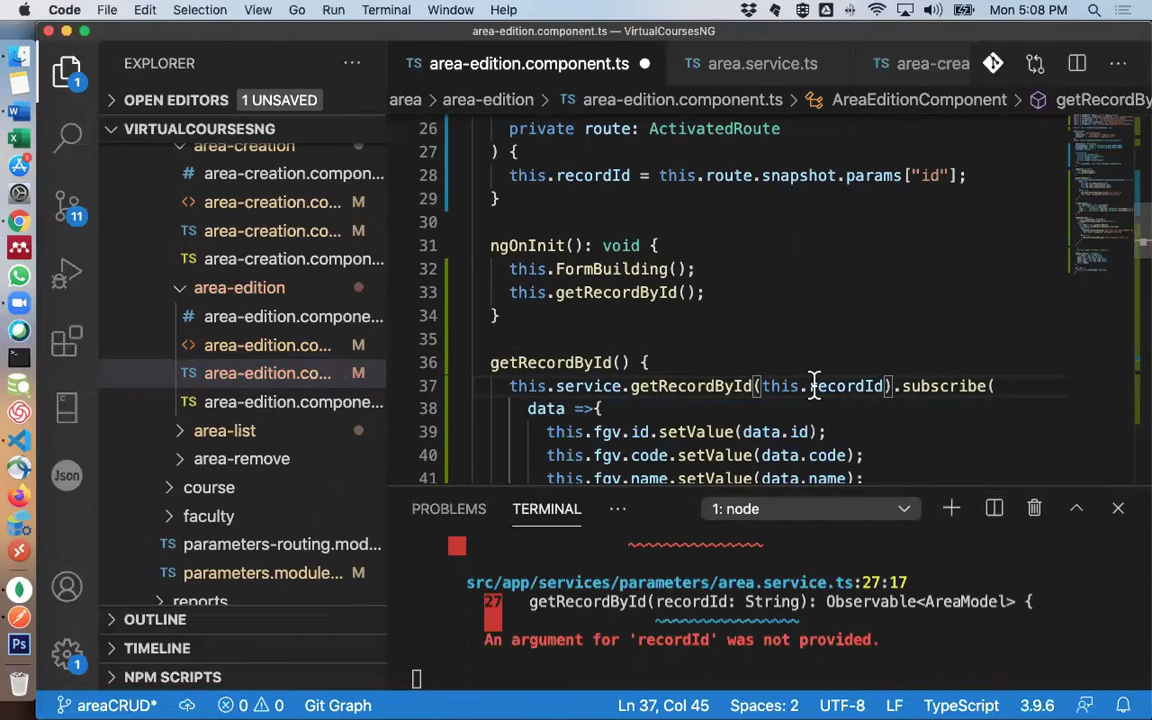 Code File Edit Selection View Go Run Terminal Window Help Mon 5:08 PM
area-edition.component.ts — VirtualCoursesNG
EXPLORER
area-edition.component.ts
area.service.ts
area-crea
OPEN EDITORS 1 UNSAVED
area area-edition area-edition.component.ts AreaEditionComponent getRecordBy
VIRTUALCOURSESNG
area-creation
area-creation.compon...
area-creation.co... M
area-creation.co... M
area-creation.compon...
area-edition
area-edition.compone...
area-edition.co... M
area-edition.co... M
area-edition.compone...
area-list
area-remove
course
faculty
parameters-routing.mod...
parameters.module... M
reports
OUTLINE
TIMELINE
NPM SCRIPTS
1
11
Json
1
26 private route: ActivatedRoute
27 ) {
28 this.recordId = this.route.snapshot.params["id"];
29 }
30
31 ngOnInit(): void {
32 this.FormBuilding();
33 this.getRecordById();
34 }
35
36 getRecordById() {
37 this.service.getRecordById(this.recordId).subscribe(
38 data =>{
39 this.fgv.id.setValue(data.id);
40 this.fgv.code.setValue(data.code);
41 this.fgv.name.setValue(data.name);
PROBLEMS TERMINAL 1: node
src/app/services/parameters/area.service.ts:27:17
27 getRecordById(recordId: String): Observable<AreaModel> {
An argument for 'recordId' was not provided.
areaCRUD* 0 0 Git Graph Ln 37, Col 45 Spaces: 2 UTF-8 LF TypeScript 3.9.6